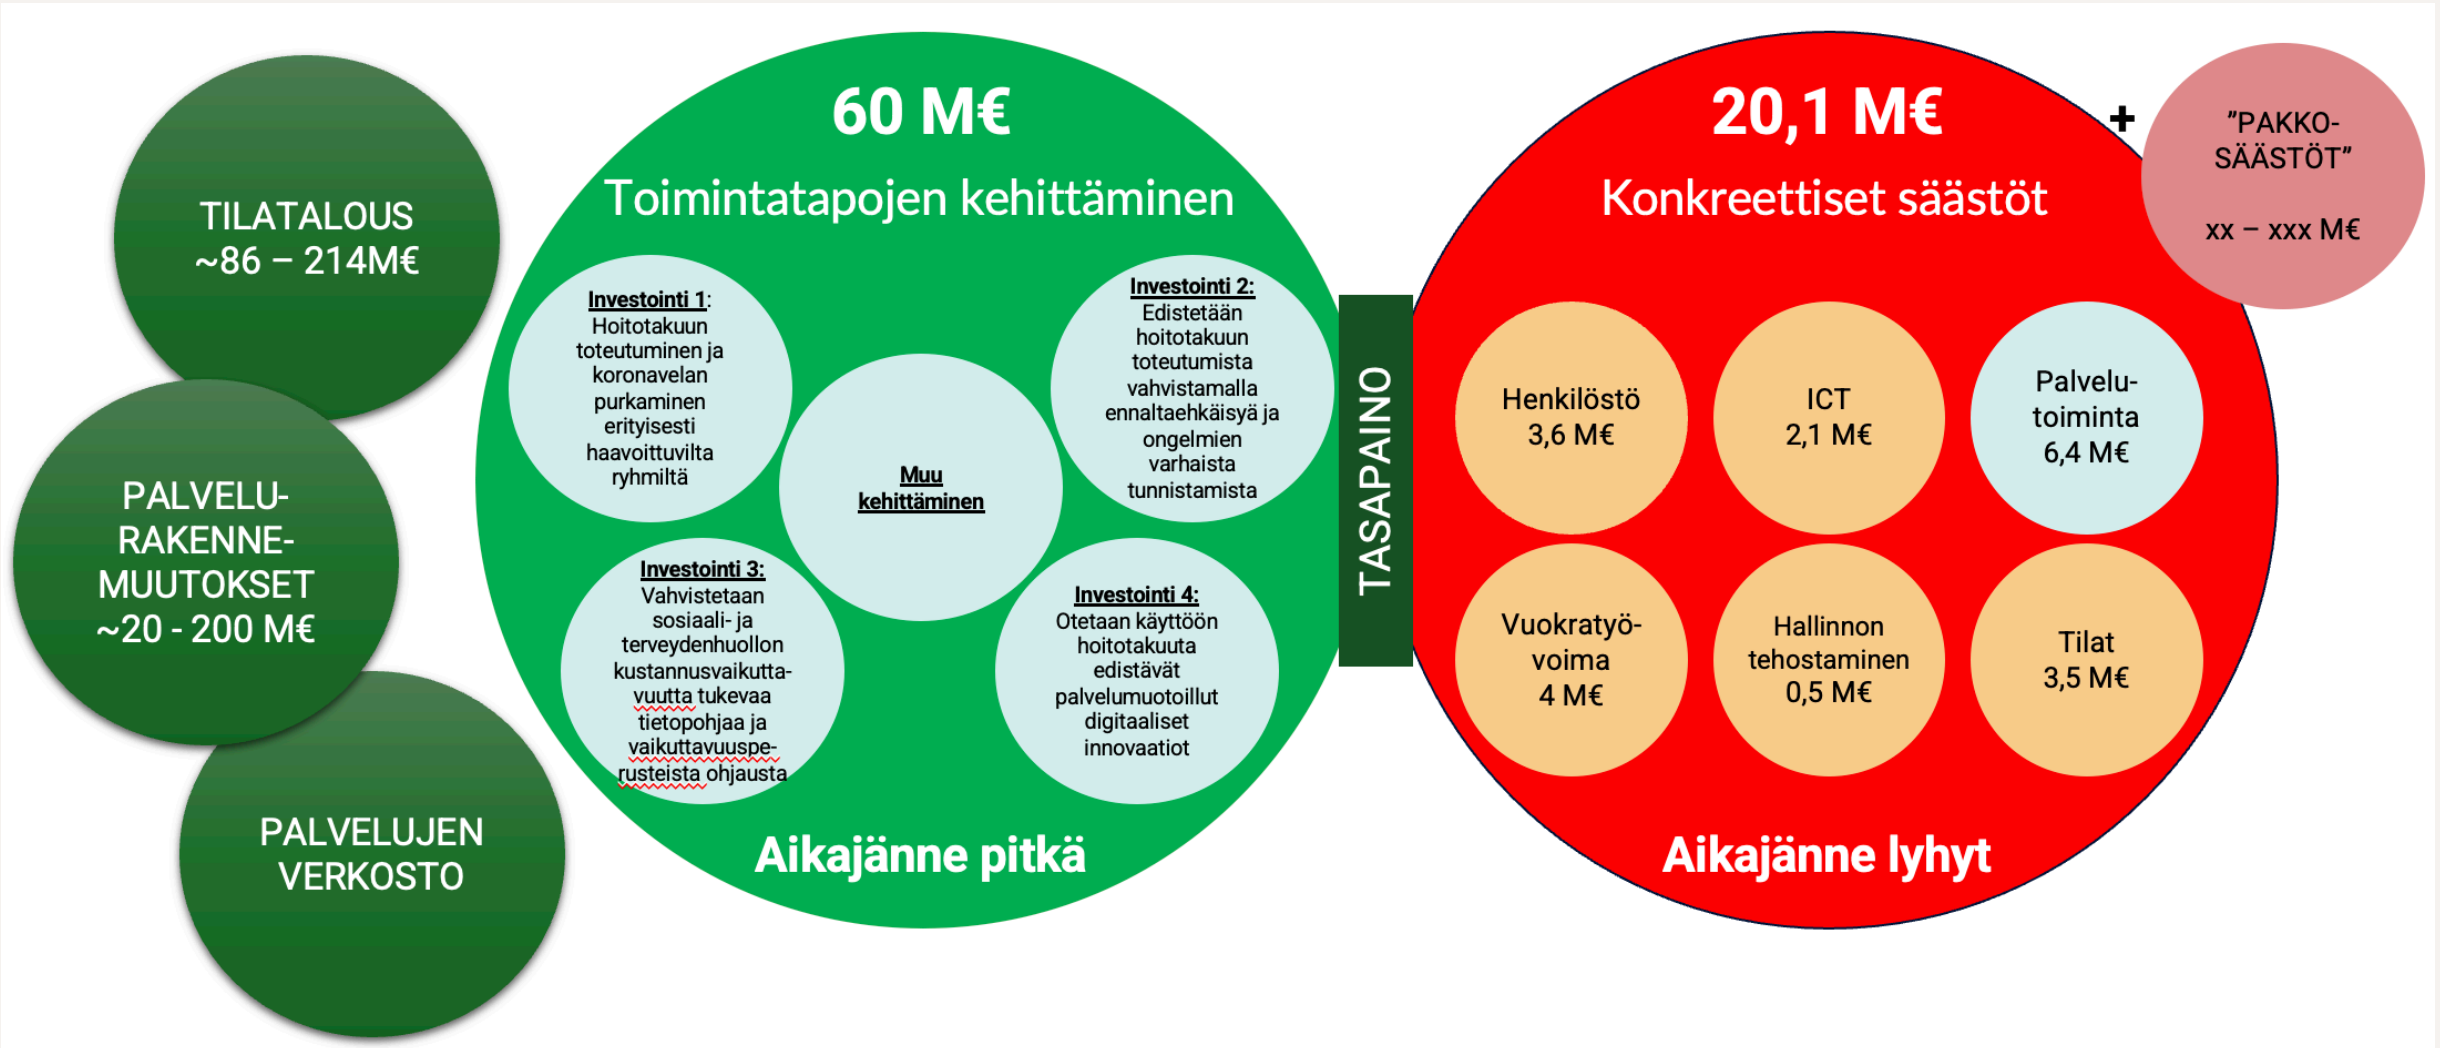 TILATALOUS
~86 – 214M€
PALVELU-
RAKENNE-
MUUTOKSET
~20 - 200 M€
PALVELUJEN
VERKOSTO
60 M€
Toimintatapojen kehittäminen
Investointi 1:
Hoitotakuun
toteutuminen ja
koronavelan
purkaminen
erityisesti
haavoittuvilta
ryhmiltä
Investointi 2:
Edistetään
hoitotakuun
toteutumista
vahvistamalla
ennaltaehkäisyä ja
ongelmien
varhaista
tunnistamista
Muu
kehittäminen
Investointi 3:
Vahvistetaan
sosiaali- ja
terveydenhuollon
kustannusvaikutta-
vuutta tukevaa
tietopohjaa ja
vaikuttavuuspe-
rusteista ohjausta
Investointi 4:
Otetaan käyttöön
hoitotakuuta
edistävät
palvelumuotoillut
digitaaliset
innovaatiot
Aikajänne pitkä
TASAPAINO
20,1 M€
Konkreettiset säästöt
Henkilöstö
3,6 M€
ICT
2,1 M€
Palvelu-
toiminta
6,4 M€
Vuokratyö-
voima
4 M€
Hallinnon
tehostaminen
0,5 M€
Tilat
3,5 M€
Aikajänne lyhyt
+
”PAKKO-
SÄÄSTÖT”
xx – xxx M€